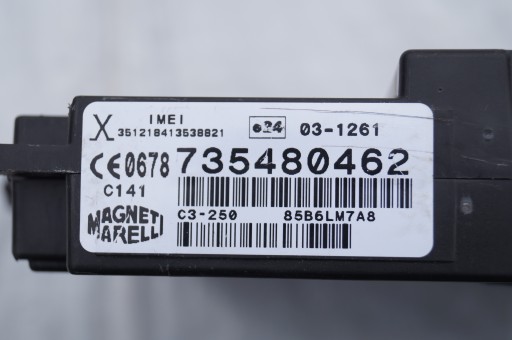 X IMEI
351218413538821 e24 03-1261
CE0678 735480462
C141
C3-250 85B6LM7A8
MAGNETI
MARELLI